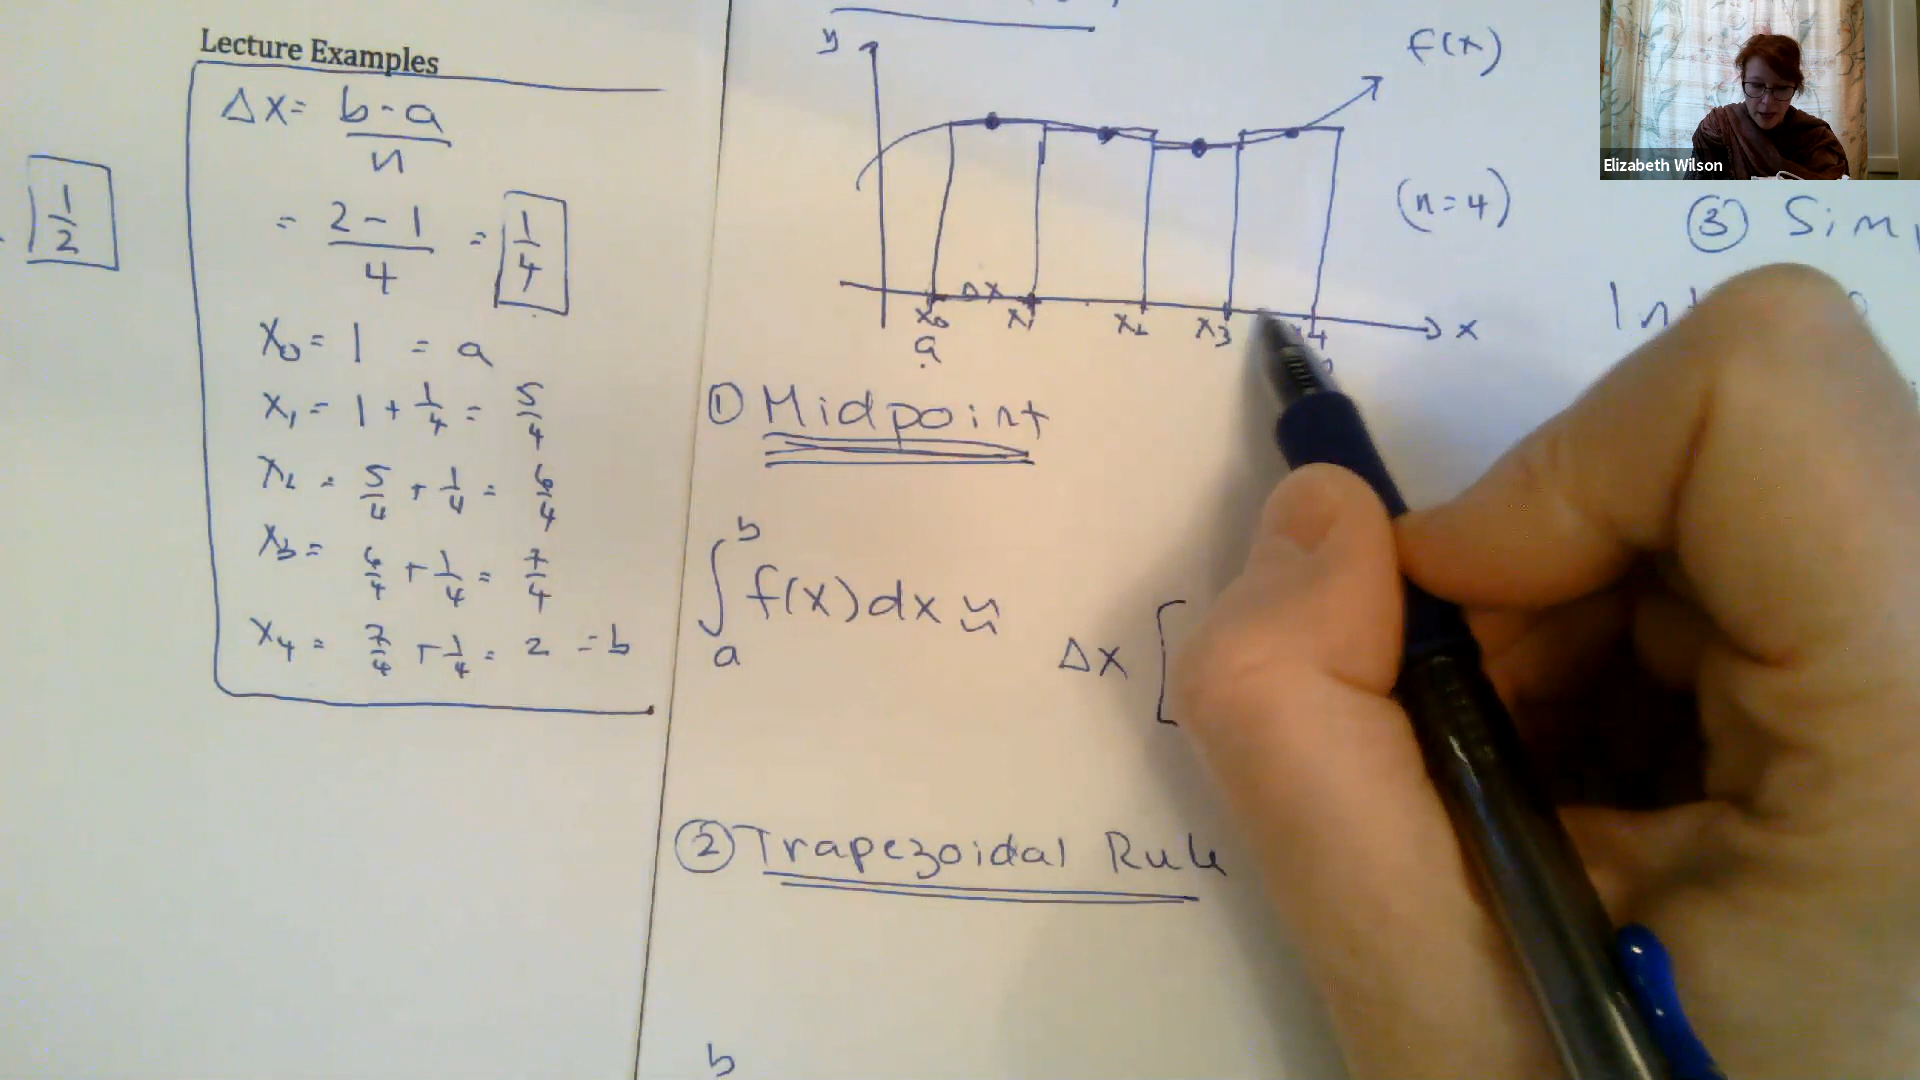 Lecture Examples
Δx = b - a / n
= 2 - 1 / 4 = 1/4
1/2
x₀ = 1 = a
x₁ = 1 + 1/4 = 5/4
x₂ = 5/4 + 1/4 = 6/4
x₃ = 6/4 + 1/4 = 7/4
x₄ = 7/4 + 1/4 = 2 = b
y
f(x)
(n = 4)
Δx
x₀ x₁ x₂ x₃ x
a
① Midpoint
∫ₐᵇ f(x) dx ≈ Δx [
② Trapezoidal Rule
b
③
Elizabeth Wilson